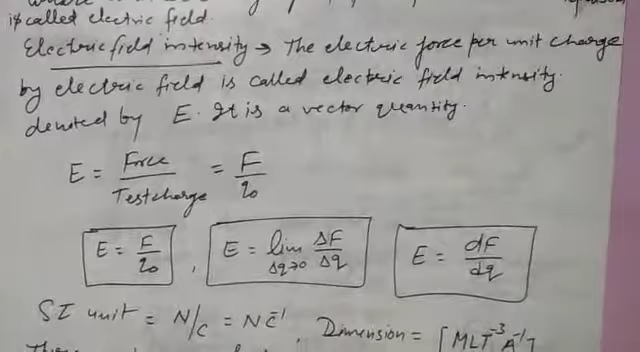 is called electric field.
Electric field intensity → The electric force per unit charge
by electric field is called electric field intensity.
denoted by E. It is a vector quantity.
E = Force / Test charge = F / q₀
E = F / q₀ , E = lim Δq→0 ΔF / Δq E = dF / dq
SI unit = N/C = N C⁻¹, Dimension = [MLT⁻³A⁻¹]